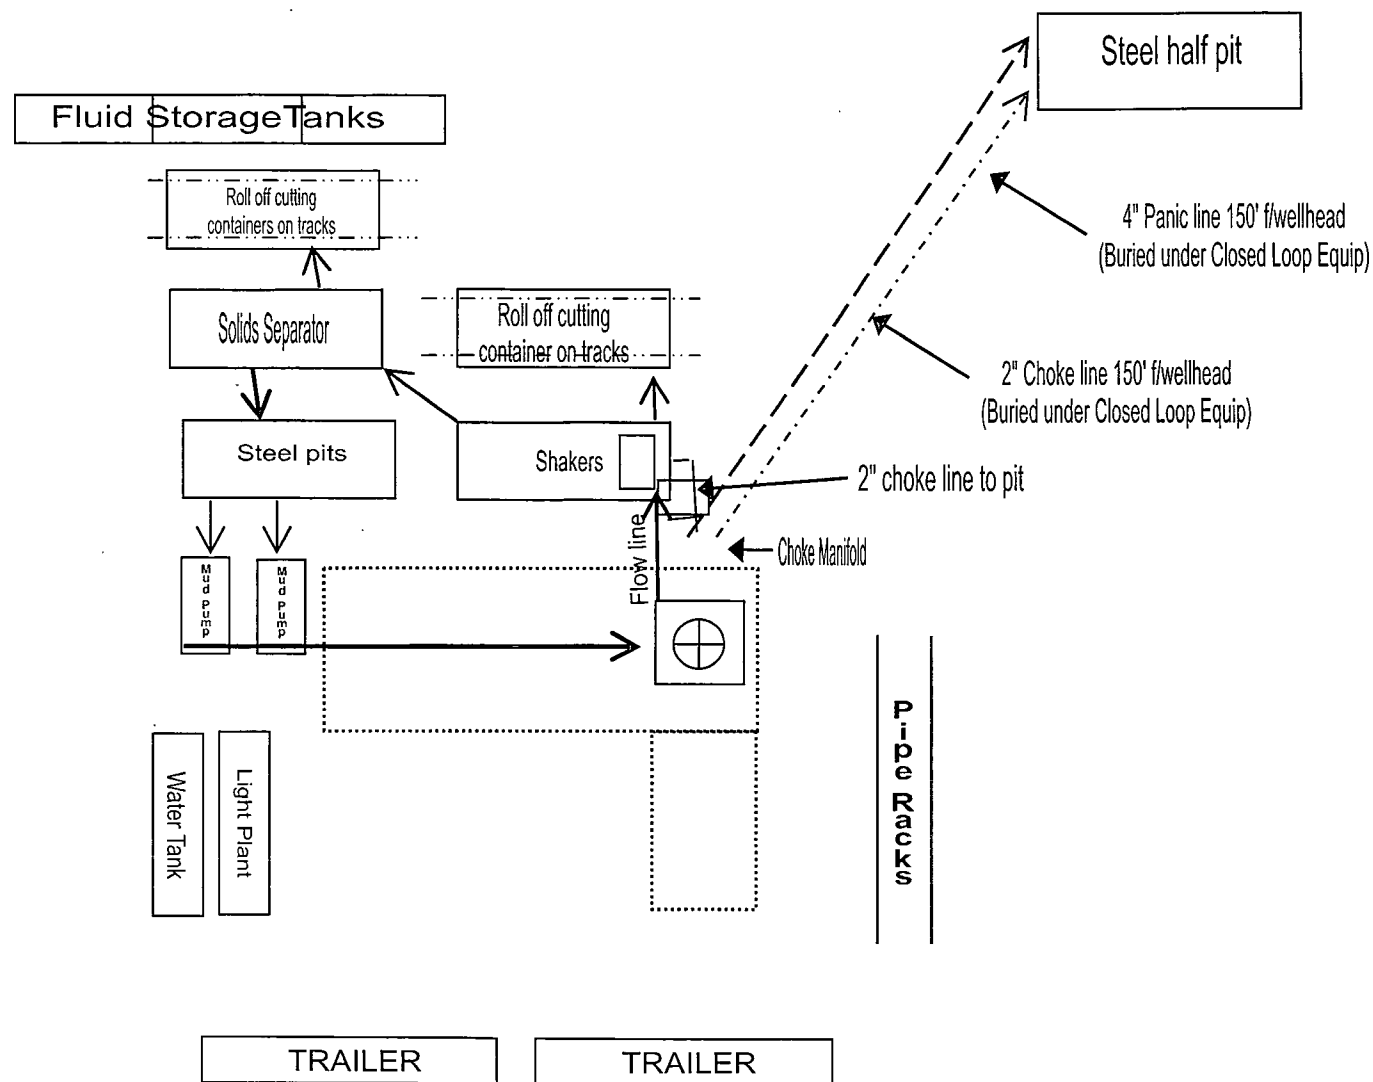 Steel half pit
Fluid StorageTanks
Roll off cutting
containers on tracks
4" Panic line 150' f/wellhead
(Buried under Closed Loop Equip)
Solids Separator
Roll off cutting
container on tracks
2" Choke line 150' f/wellhead
(Buried under Closed Loop Equip)
Steel pits
Shakers
2" choke line to pit
Flow line
Choke Manifold
Mud Pump
Mud Pump
Pipe Racks
Water Tank
Light Plant
TRAILER
TRAILER